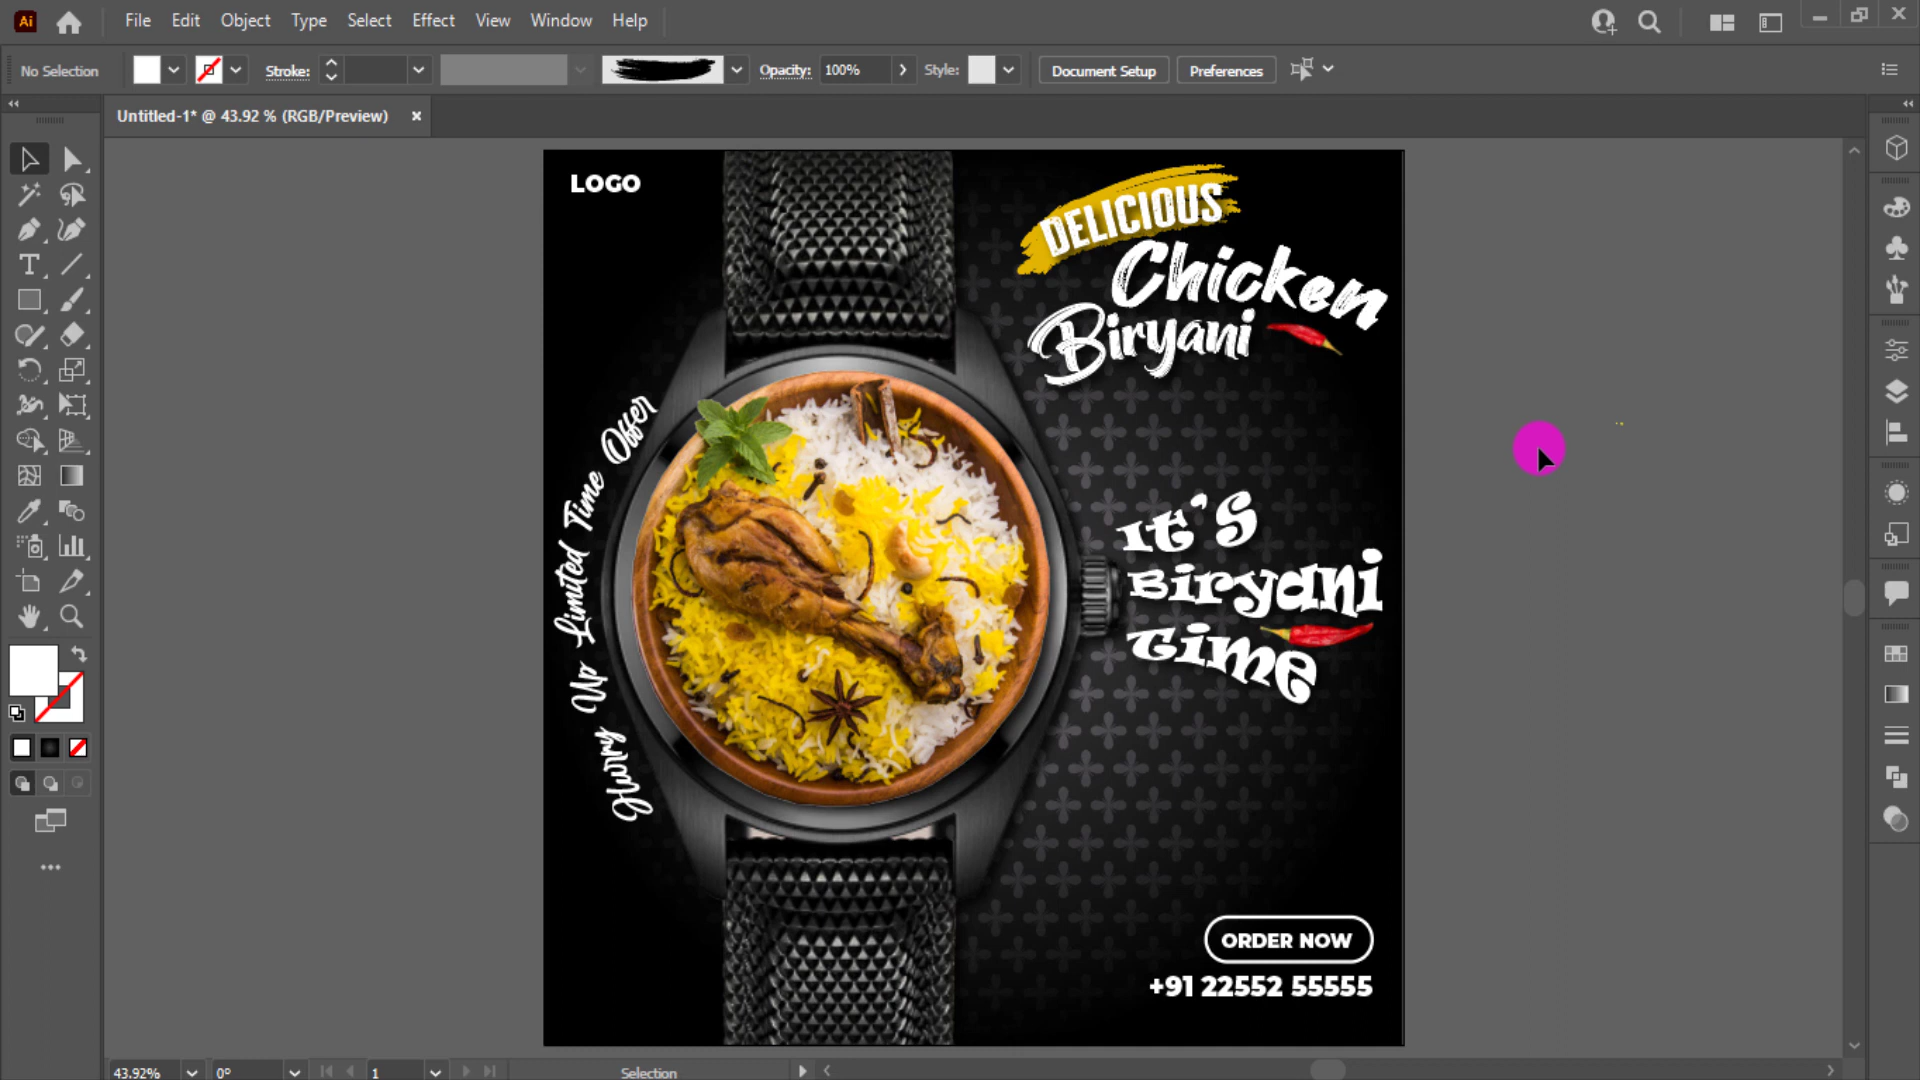 Ai File Edit Object Type Select Effect View Window Help
No Selection Stroke: Opacity: 100% Style: Document Setup Preferences
Untitled-1* @ 43.92 % (RGB/Preview)
LOGO
DELICIOUS
Chicken
Biryani
Hurry Up Limited Time Offer
It's
Biryani
Time
ORDER NOW
+91 22552 55555
43.92% 0° 1 Selection